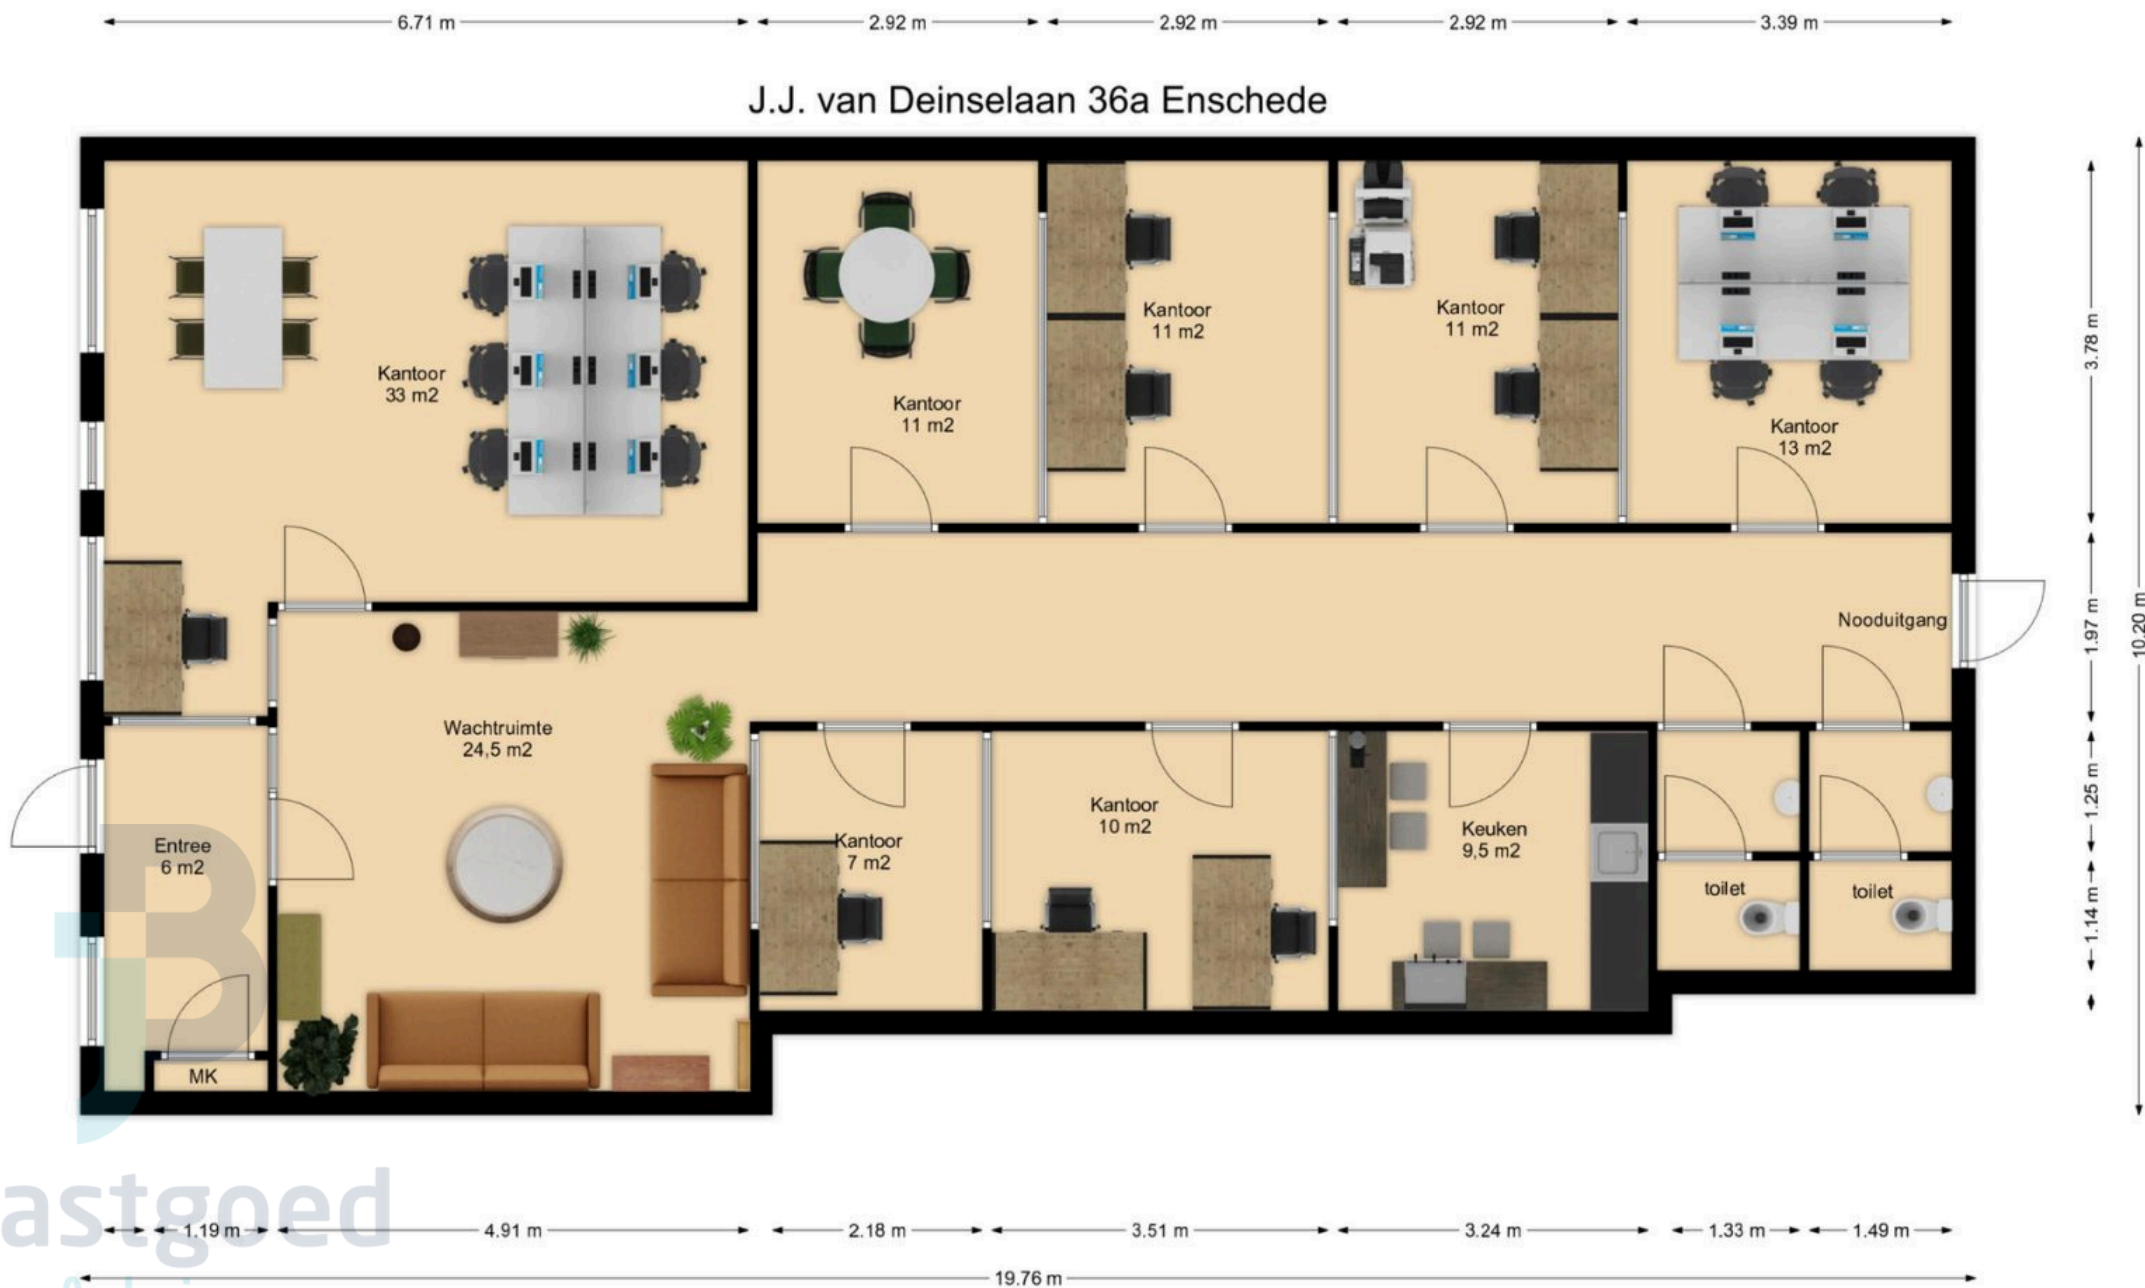 6.71 m
2.92 m
2.92 m
2.92 m
3.39 m
J.J. van Deinselaan 36a Enschede
Kantoor
33 m2
Kantoor
11 m2
Kantoor
11 m2
Kantoor
11 m2
Kantoor
13 m2
3.78 m
Nooduitgang
1.97 m
10.20 m
Wachtruimte
24,5 m2
Entree
6 m2
Kantoor
7 m2
Kantoor
10 m2
Keuken
9,5 m2
1.25 m
toilet
toilet
1.14 m
MK
astgoed
1.19 m
4.91 m
2.18 m
3.51 m
3.24 m
1.33 m
1.49 m
19.76 m